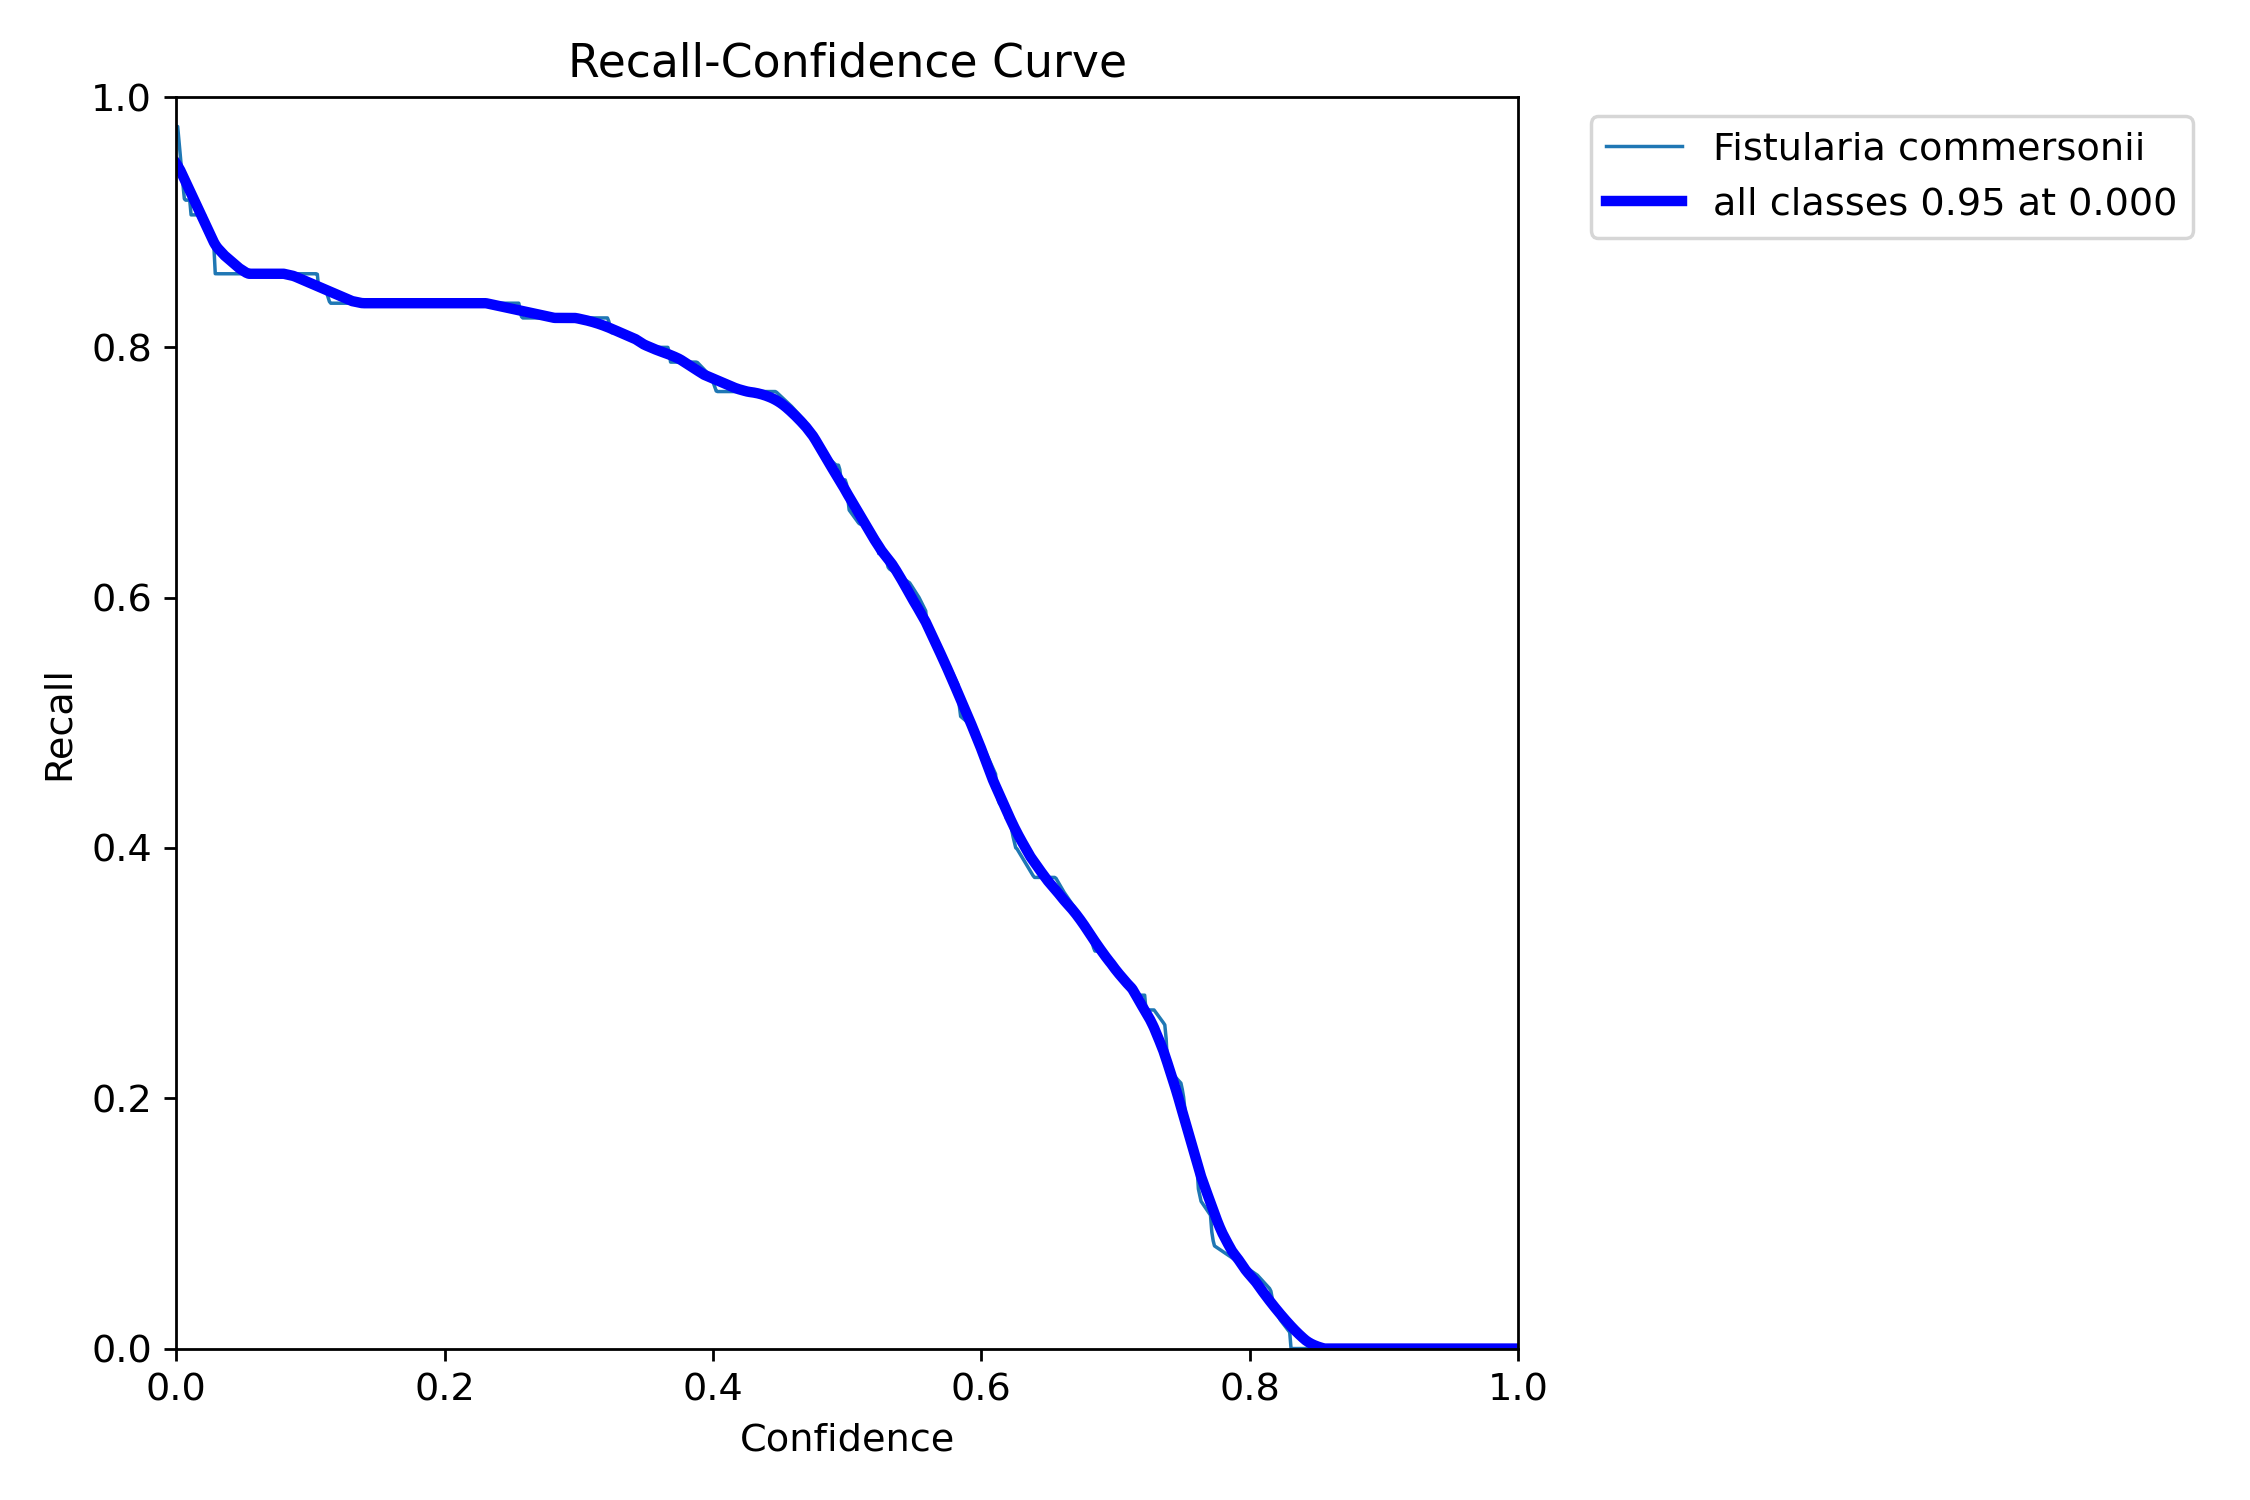 Recall-Confidence Curve
1.0
0.8
0.6
0.4
0.2
0.0
Recall
0.0 0.2 0.4 0.6 0.8 1.0
Confidence
Fistularia commersonii
all classes 0.95 at 0.000